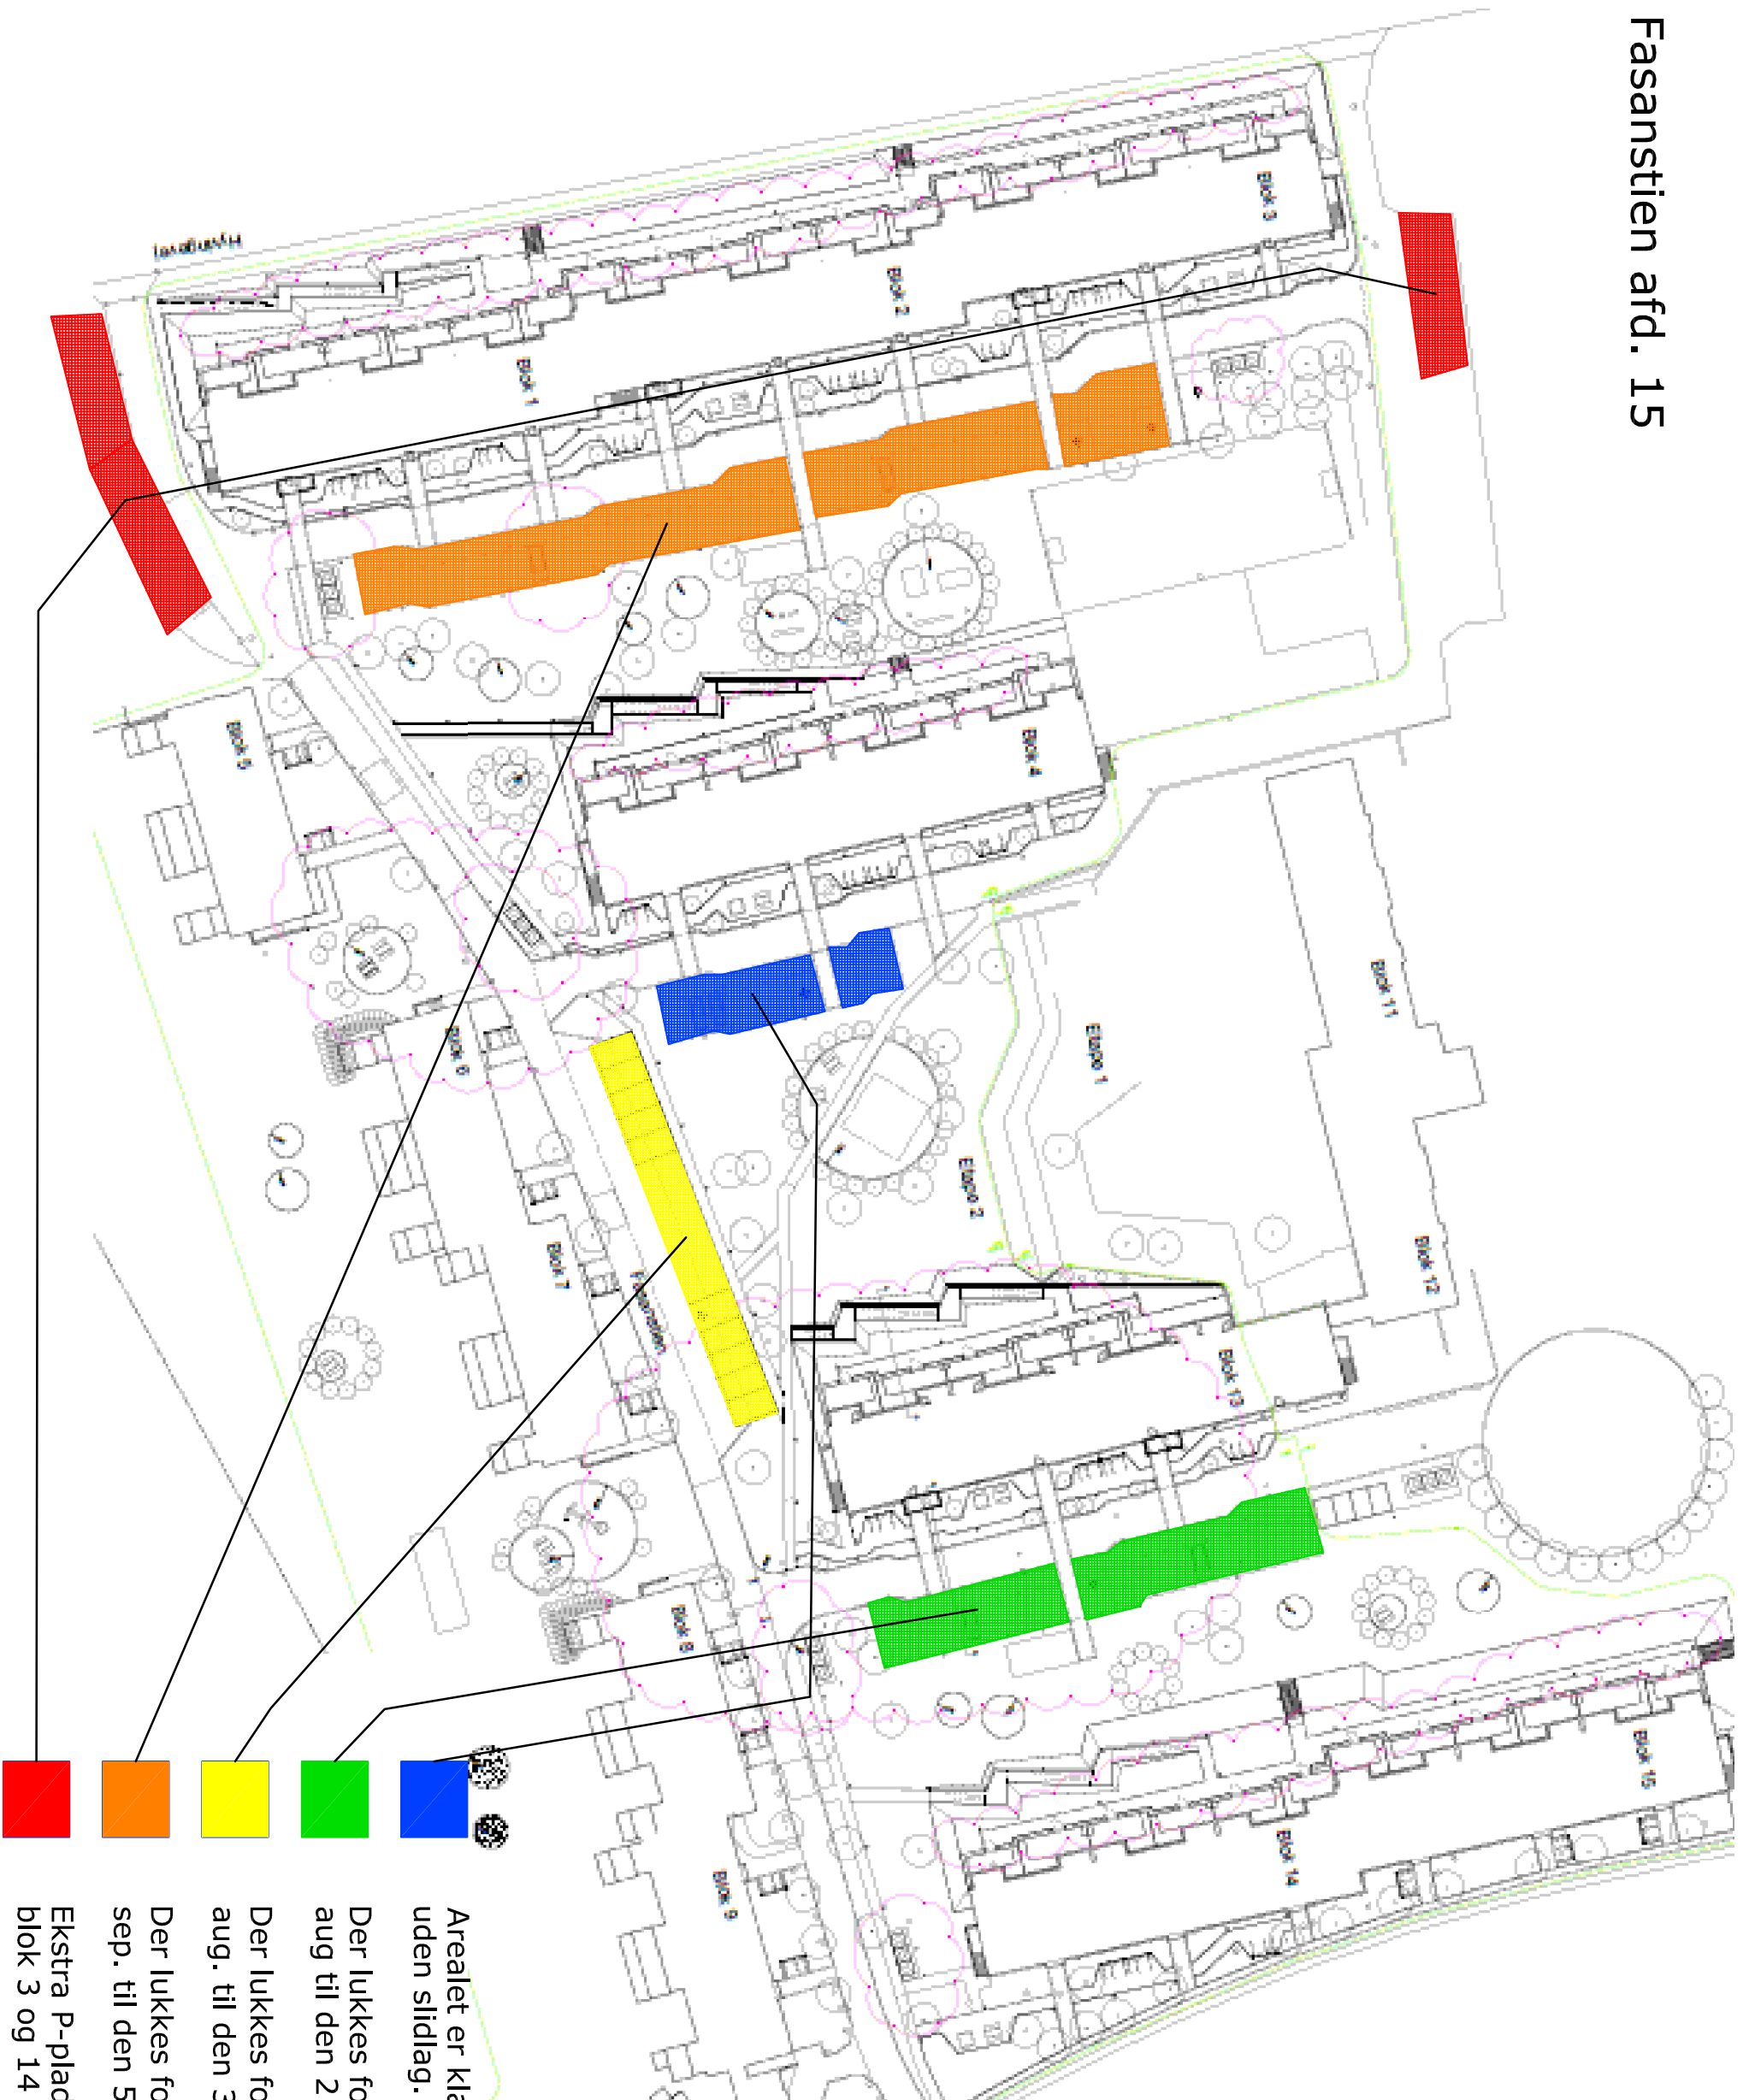 Fasanstien afd. 15
Blok 3
Blok 2
Blok 1
Blok 4
Blok 5
Blok 6
Blok 7
Blok 11
Blok 12
Etape 1
Etape 2
Blok 13
Blok 8
Blok 15
Blok 14
Blok 9
Arealet er kla
uden slidlag.
Der lukkes fo
aug til den 2
Der lukkes fo
aug. til den 3
Der lukkes fo
sep. til den 5
Ekstra P-plad
blok 3 og 14